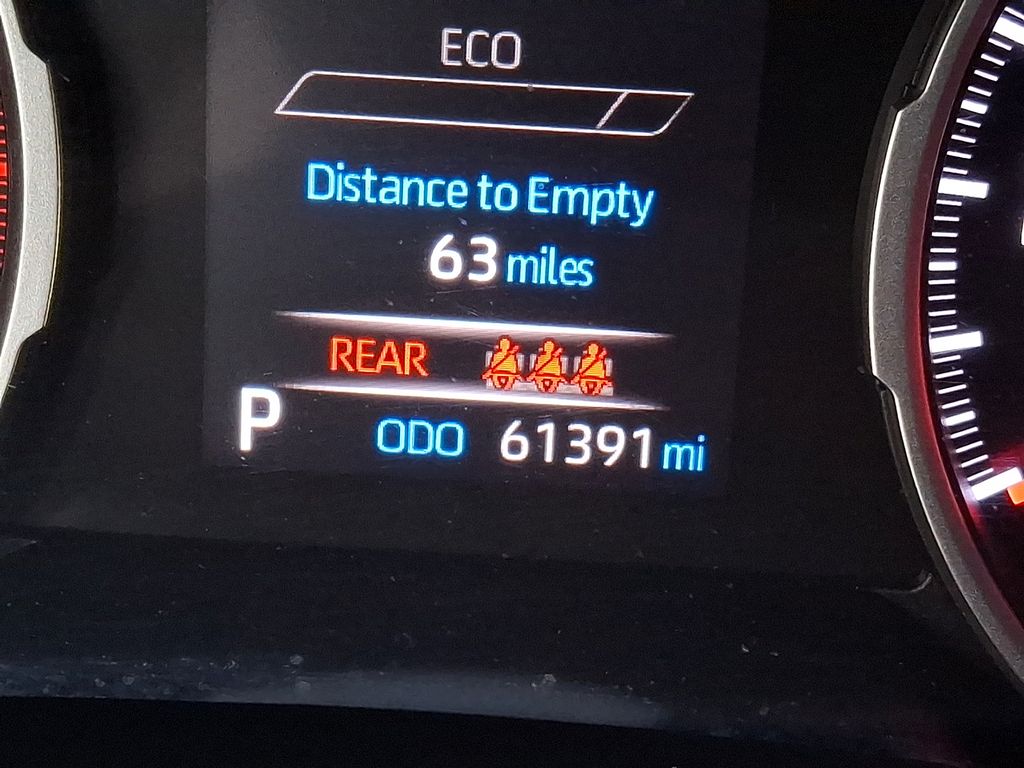 ECO
Distance to Empty
63 miles
REAR
P
ODO 61391 mi